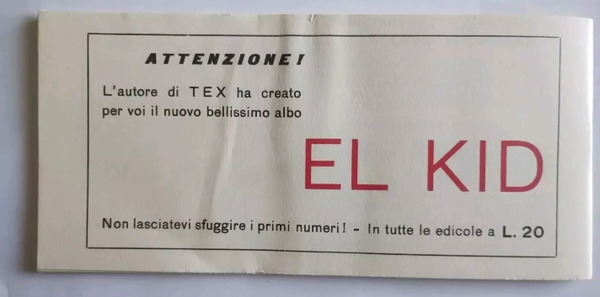 ATTENZIONE!
L'autore di TEX ha creato
per voi il nuovo bellissimo albo
EL KID
Non lasciatevi sfuggire i primi numeri! - In tutte le edicole a L. 20